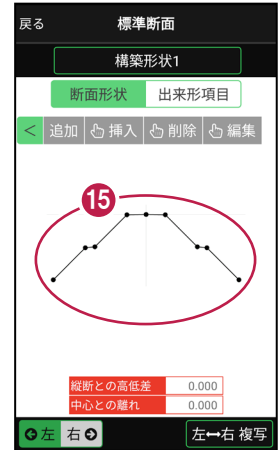 戻る 標準断面
構築形状1
断面形状 出来形項目
< 追加 挿入 削除 編集
15
縦断との高低差 0.000
中心との離れ 0.000
左 右 左↔右 複写